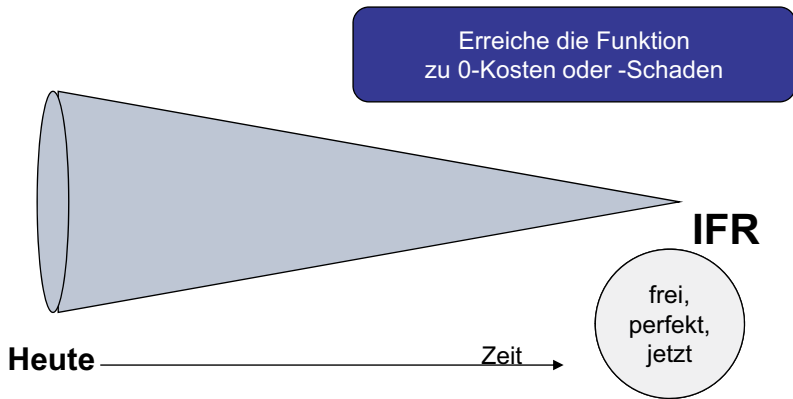 Erreiche die Funktion
zu 0-Kosten oder -Schaden
IFR
frei,
perfekt,
jetzt
Heute
Zeit